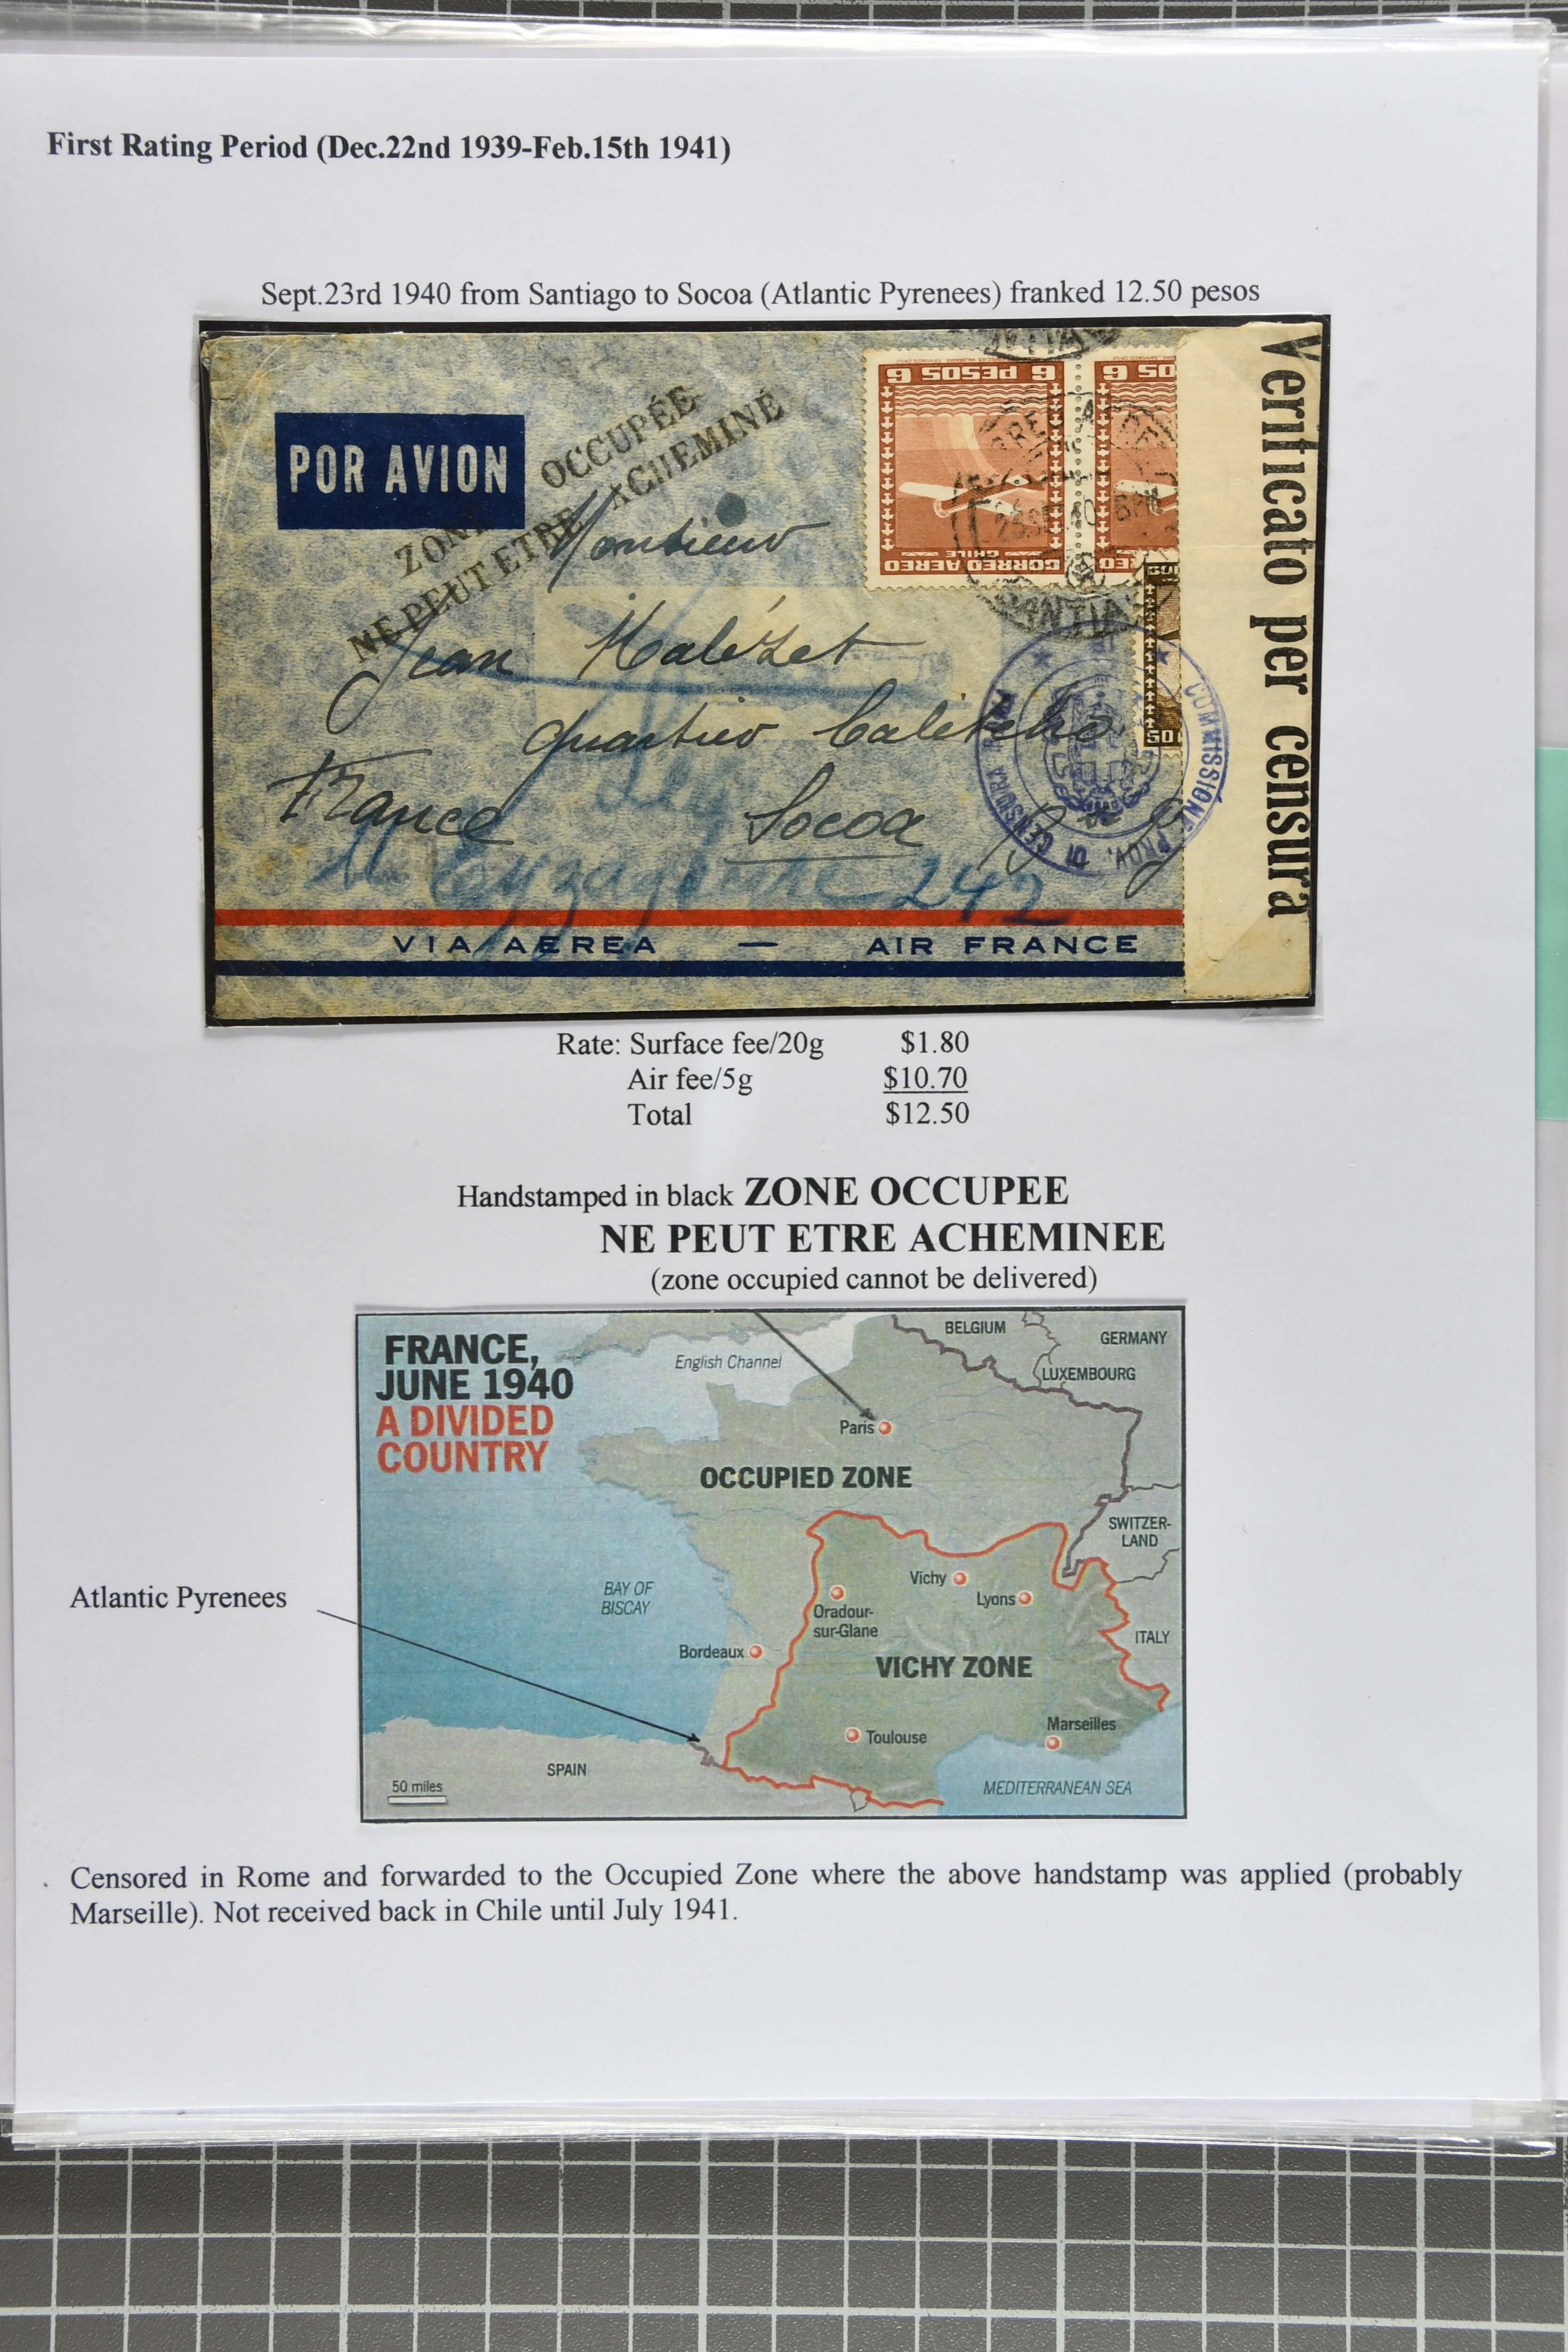 First Rating Period (Dec.22nd 1939-Feb.15th 1941)
Sept.23rd 1940 from Santiago to Socoa (Atlantic Pyrenees) franked 12.50 pesos
POR AVION
ZONE OCCUPÉE
NE PEUT ETRE ACHEMINÉ
6 PESOS 6
CORREO AEREO
CHILE
Verificato per censura
COMMISSIONE PROV. DI CENSURA
Monsieur
Jean
Quartier
Socoa
France
242
VIA AEREA — AIR FRANCE
Rate: Surface fee/20g $1.80
Air fee/5g $10.70
Total $12.50
Handstamped in black ZONE OCCUPEE
NE PEUT ETRE ACHEMINEE
(zone occupied cannot be delivered)
FRANCE,
JUNE 1940
A DIVIDED
COUNTRY
English Channel
BELGIUM
GERMANY
LUXEMBOURG
Paris
OCCUPIED ZONE
SWITZER-
LAND
BAY OF
BISCAY
Vichy
Lyons
Oradour-
sur-Glane
ITALY
Bordeaux
VICHY ZONE
Atlantic Pyrenees
Toulouse
Marseilles
SPAIN
50 miles
MEDITERRANEAN SEA
Censored in Rome and forwarded to the Occupied Zone where the above handstamp was applied (probably
Marseille). Not received back in Chile until July 1941.